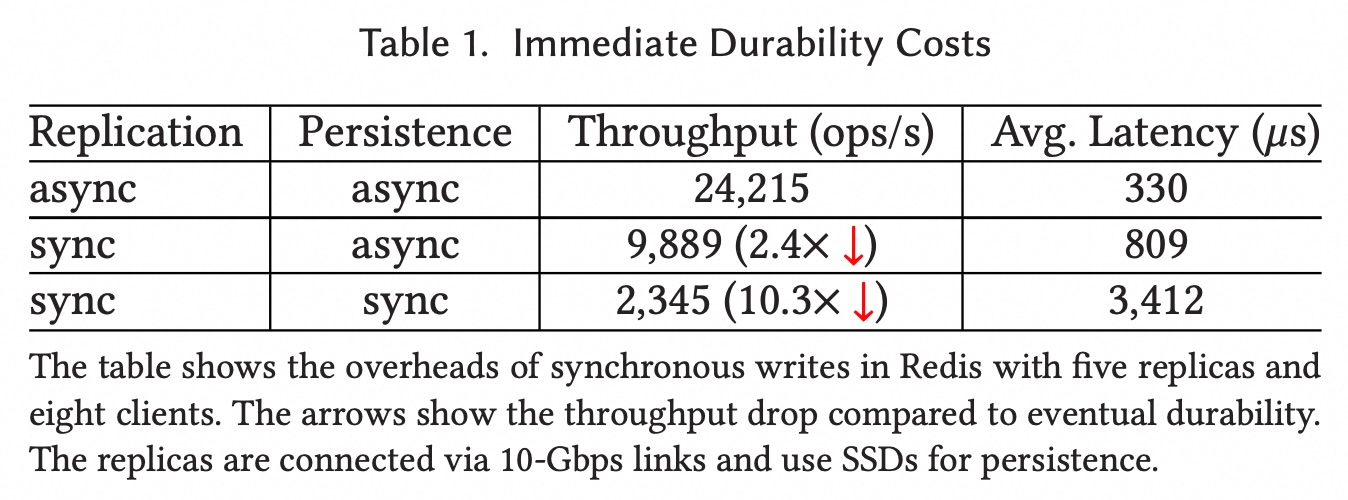 Table 1. Immediate Durability Costs
Replication Persistence Throughput (ops/s) Avg. Latency (μs)
async async 24,215 330
sync async 9,889 (2.4× ↓) 809
sync sync 2,345 (10.3× ↓) 3,412
The table shows the overheads of synchronous writes in Redis with five replicas and
eight clients. The arrows show the throughput drop compared to eventual durability.
The replicas are connected via 10-Gbps links and use SSDs for persistence.